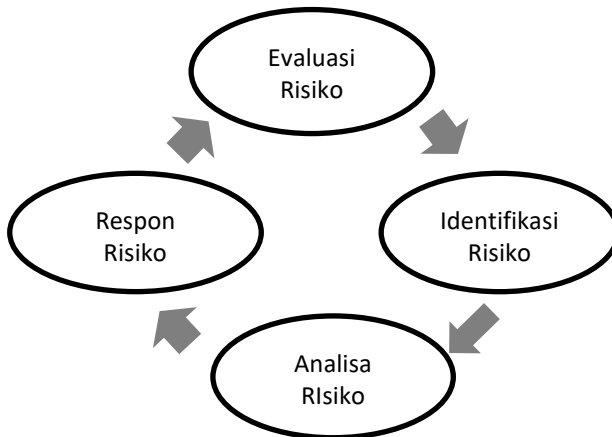 Evaluasi
Risiko
Respon
Risiko
Identifikasi
Risiko
Analisa
RIsiko